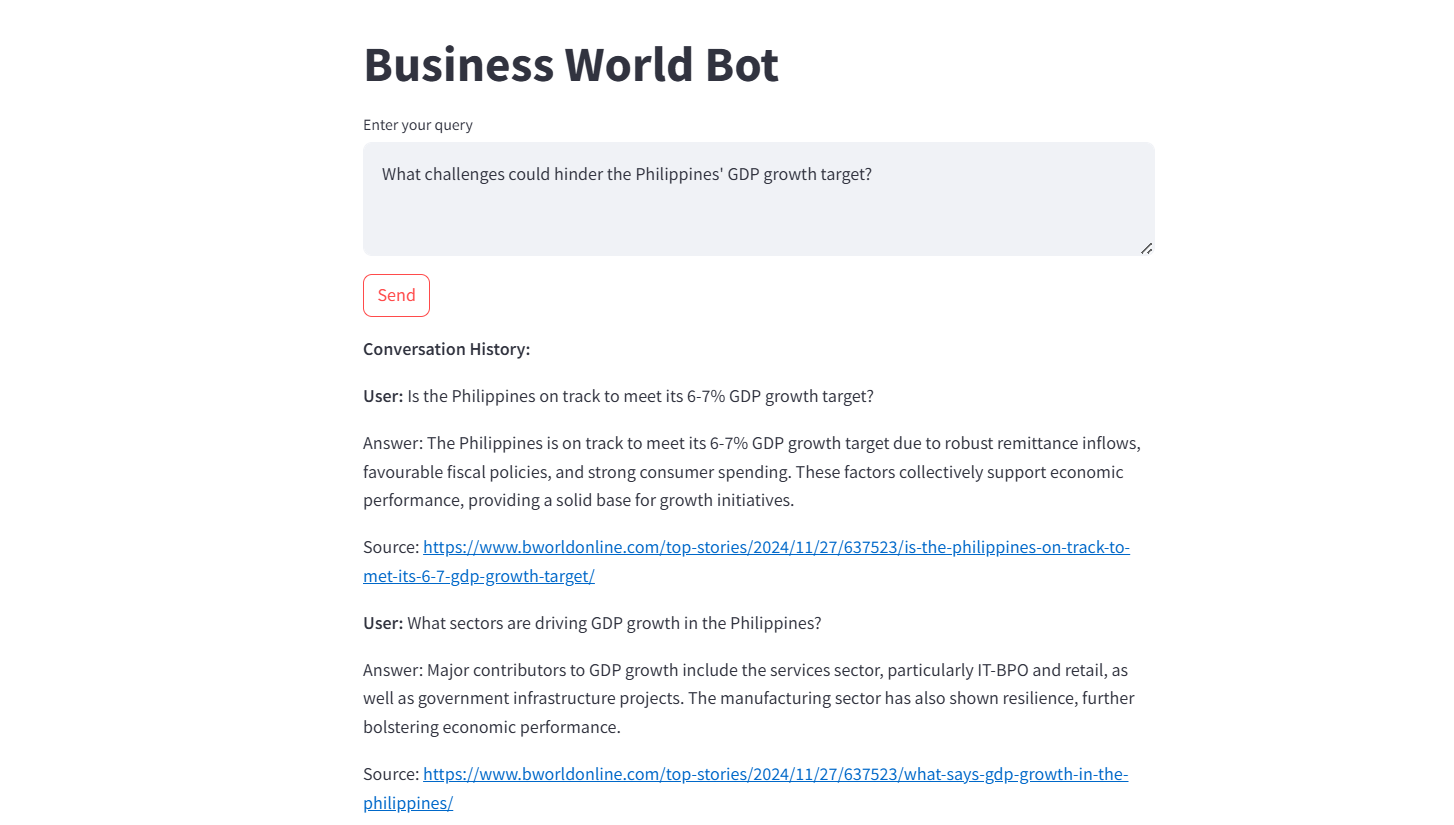 Business World Bot
Enter your query
What challenges could hinder the Philippines' GDP growth target?
Send
Conversation History:
User: Is the Philippines on track to meet its 6-7% GDP growth target?
Answer: The Philippines is on track to meet its 6-7% GDP growth target due to robust remittance inflows,
favourable fiscal policies, and strong consumer spending. These factors collectively support economic
performance, providing a solid base for growth initiatives.
Source: https://www.bworldonline.com/top-stories/2024/11/27/637523/is-the-philippines-on-track-to-
met-its-6-7-gdp-growth-target/
User: What sectors are driving GDP growth in the Philippines?
Answer: Major contributors to GDP growth include the services sector, particularly IT-BPO and retail, as
well as government infrastructure projects. The manufacturing sector has also shown resilience, further
bolstering economic performance.
Source: https://www.bworldonline.com/top-stories/2024/11/27/637523/what-says-gdp-growth-in-the-
philippines/